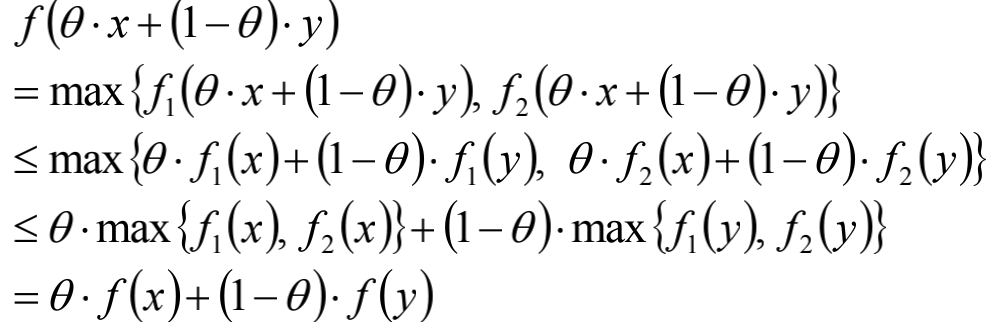 f(θ·x+(1−θ)·y)
=max{f₁(θ·x+(1−θ)·y), f₂(θ·x+(1−θ)·y)}
≤max{θ·f₁(x)+(1−θ)·f₁(y), θ·f₂(x)+(1−θ)·f₂(y)}
≤θ·max{f₁(x), f₂(x)}+(1−θ)·max{f₁(y), f₂(y)}
=θ·f(x)+(1−θ)·f(y)